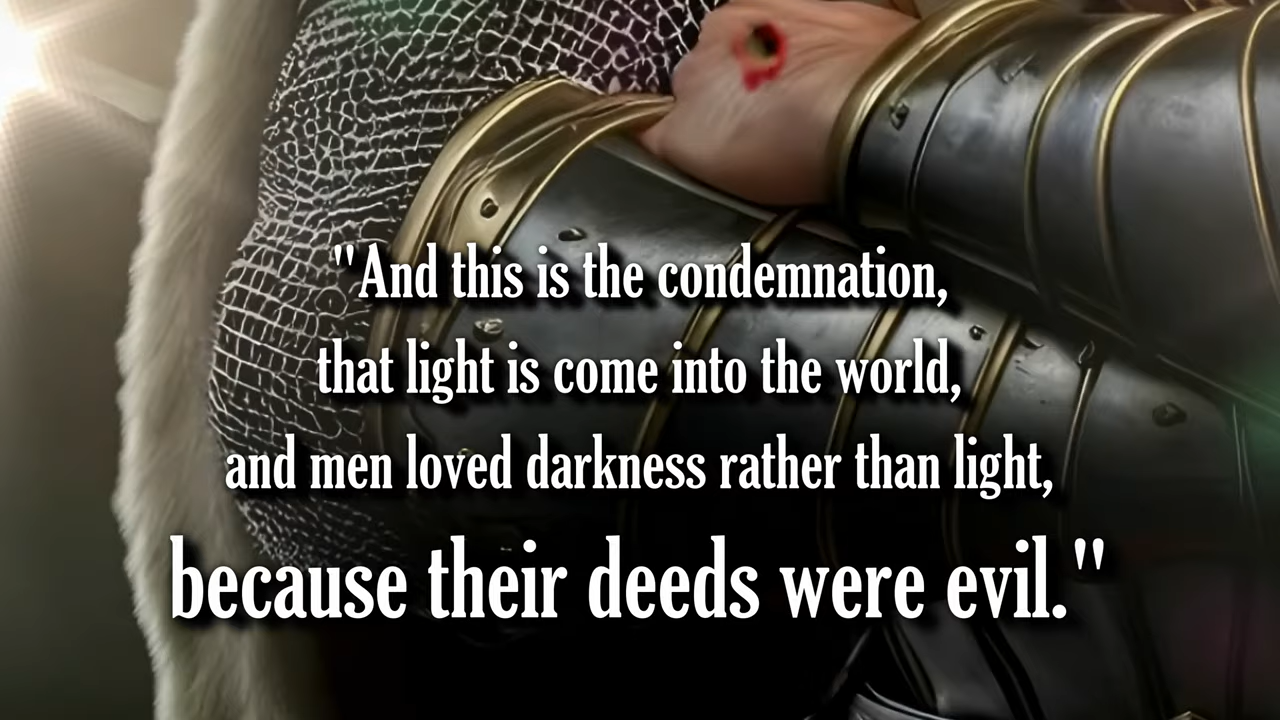 "And this is the condemnation,
that light is come into the world,
and men loved darkness rather than light,
because their deeds were evil."